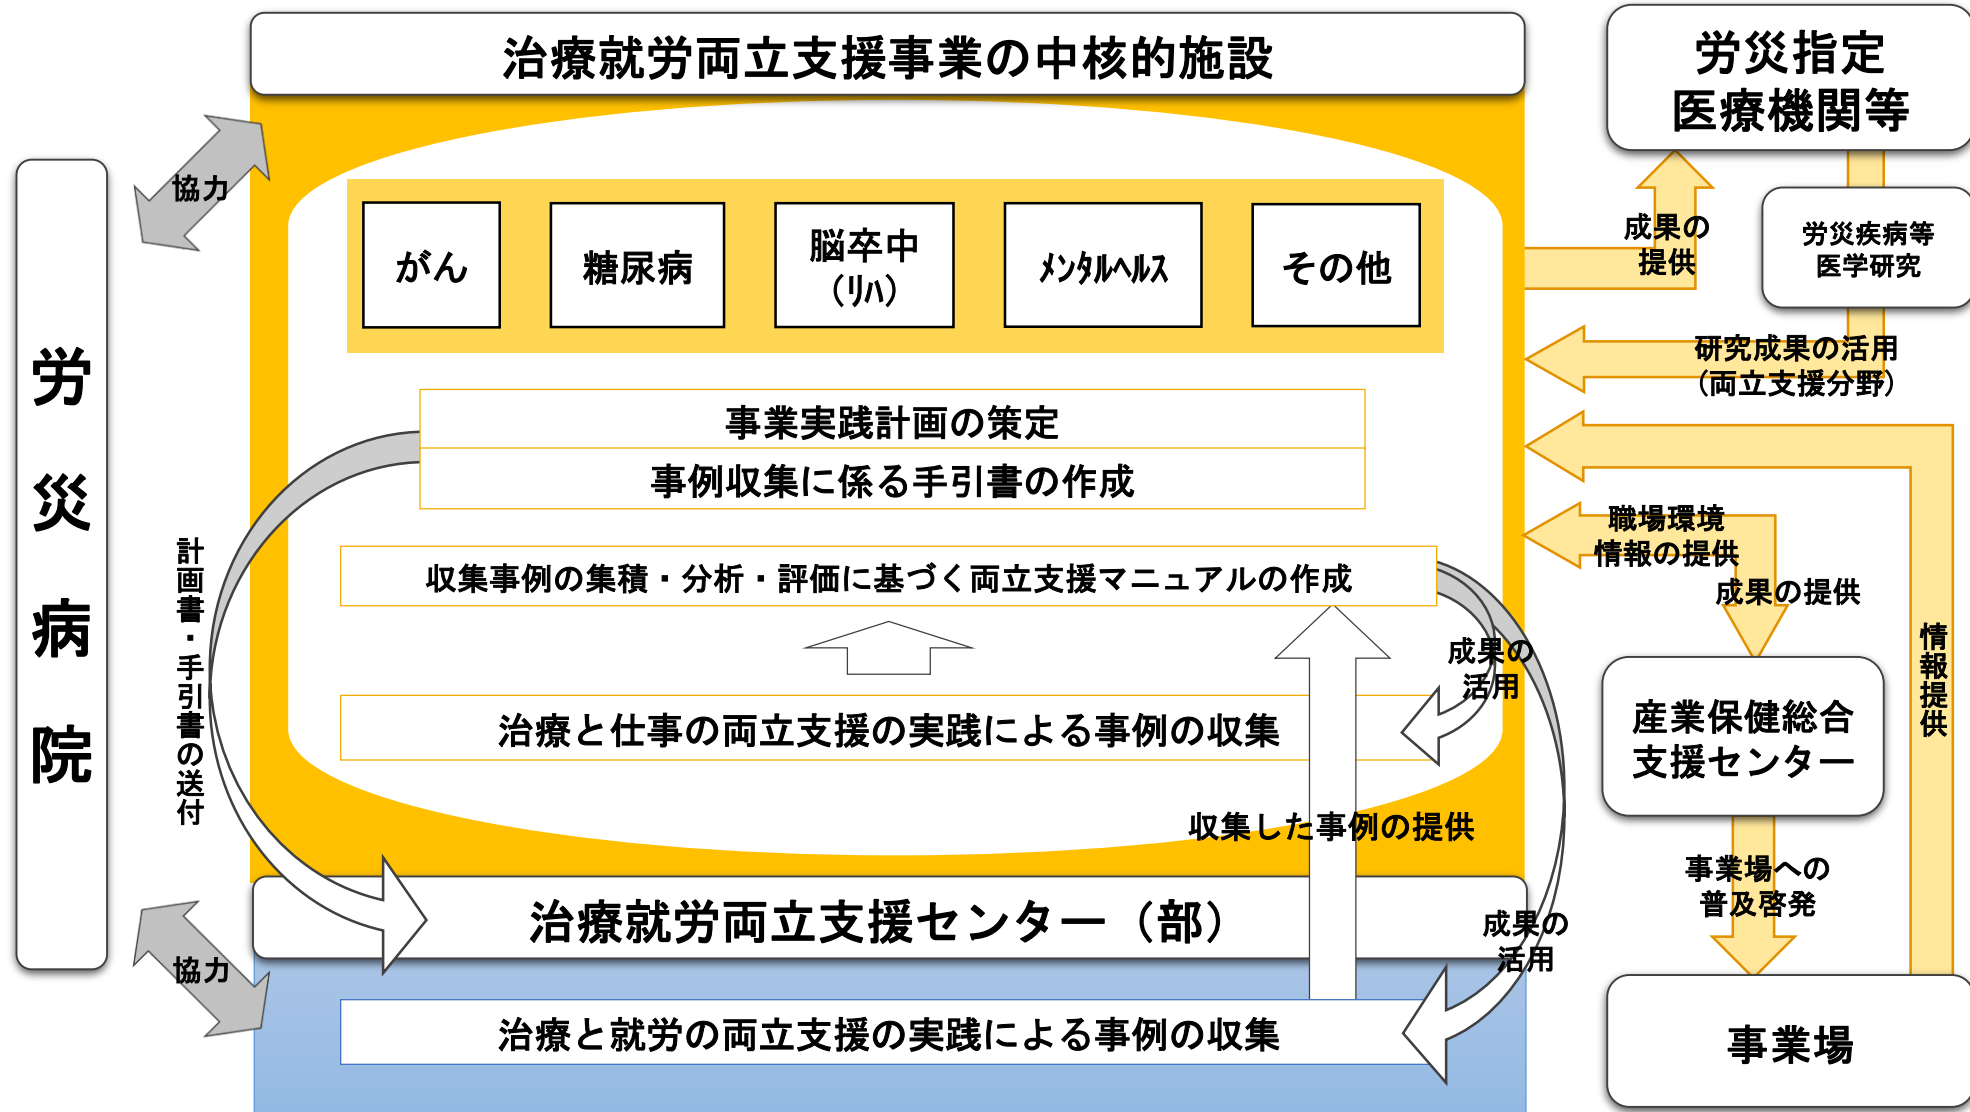 治療就労両立支援事業の中核的施設
労災指定
医療機関等
協力
がん
糖尿病
脳卒中
（ﾘﾊ）
ﾒﾝﾀﾙﾍﾙｽ
その他
成果の
提供
労災疾病等
医学研究
研究成果の活用
（両立支援分野）
労災病院
事業実践計画の策定
事例収集に係る手引書の作成
計画書・手引書の送付
収集事例の集積・分析・評価に基づく両立支援マニュアルの作成
職場環境
情報の提供
成果の提供
情報提供
成果の
活用
治療と仕事の両立支援の実践による事例の収集
産業保健総合
支援センター
収集した事例の提供
事業場への
普及啓発
治療就労両立支援センター（部）
成果の
活用
協力
治療と就労の両立支援の実践による事例の収集
事業場